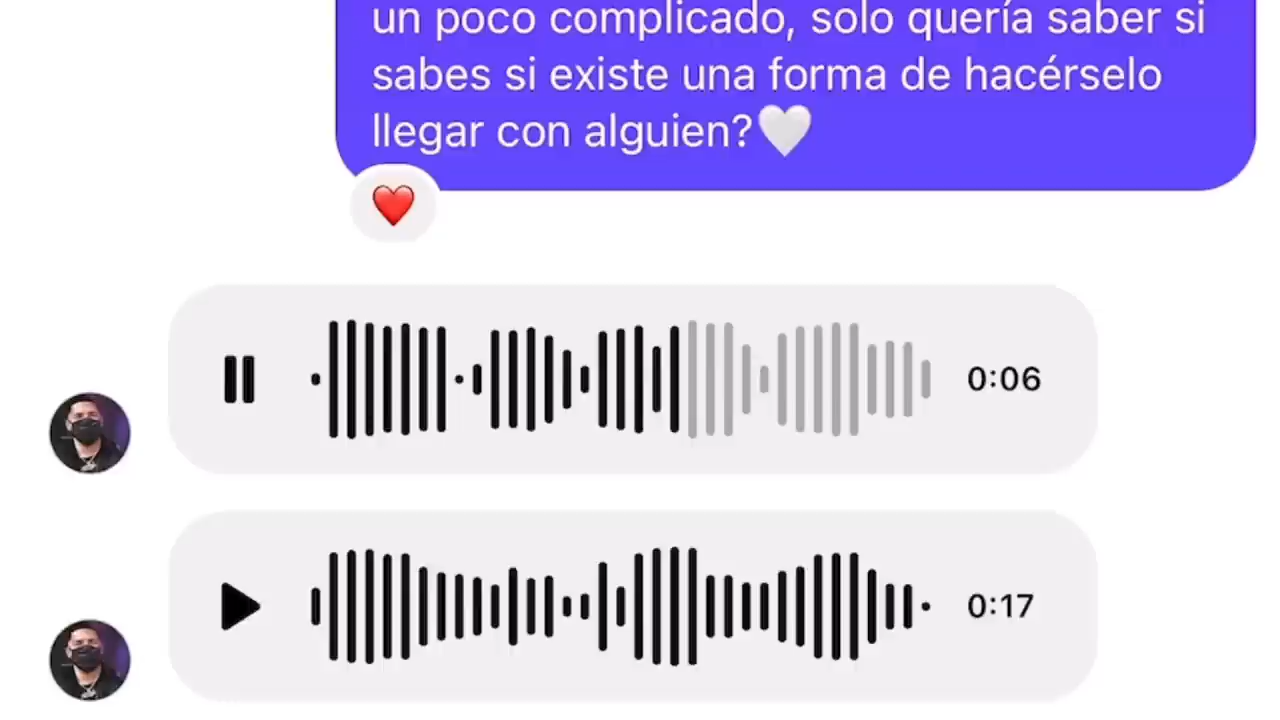 un poco complicado, solo quería saber si
sabes si existe una forma de hacérselo
llegar con alguien?🤍
❤️
0:06
0:17